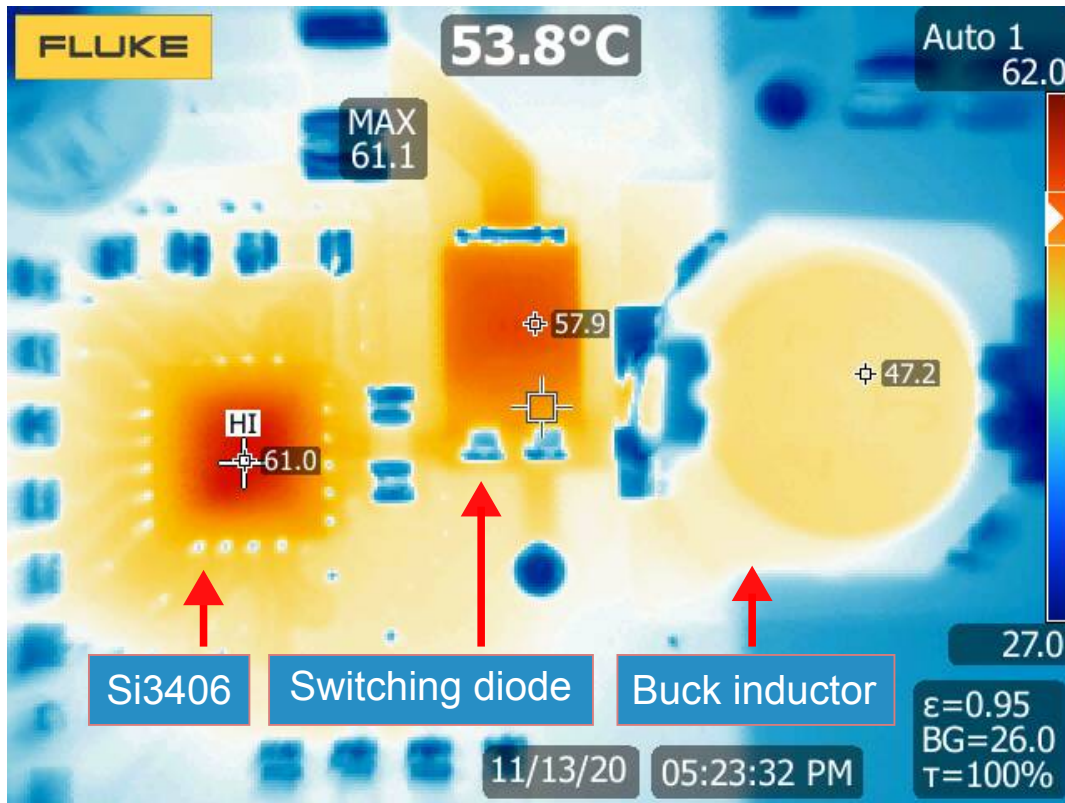 FLUKE
53.8°C
Auto 1
62.0
MAX
61.1
57.9
47.2
HI
61.0
27.0
Si3406
Switching diode
Buck inductor
ε=0.95
BG=26.0
τ=100%
11/13/20
05:23:32 PM